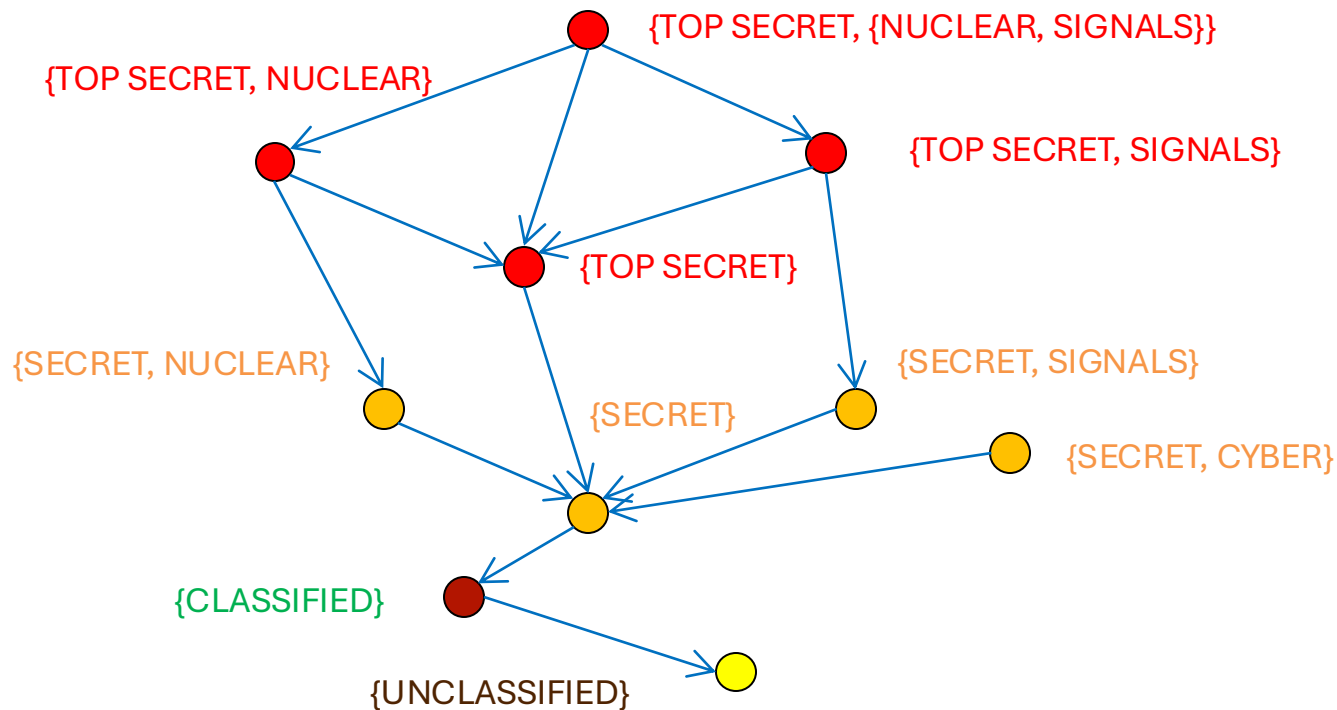 {TOP SECRET, {NUCLEAR, SIGNALS}}
{TOP SECRET, NUCLEAR}
{TOP SECRET, SIGNALS}
{TOP SECRET}
{SECRET, NUCLEAR}
{SECRET, SIGNALS}
{SECRET}
{SECRET, CYBER}
{CLASSIFIED}
{UNCLASSIFIED}